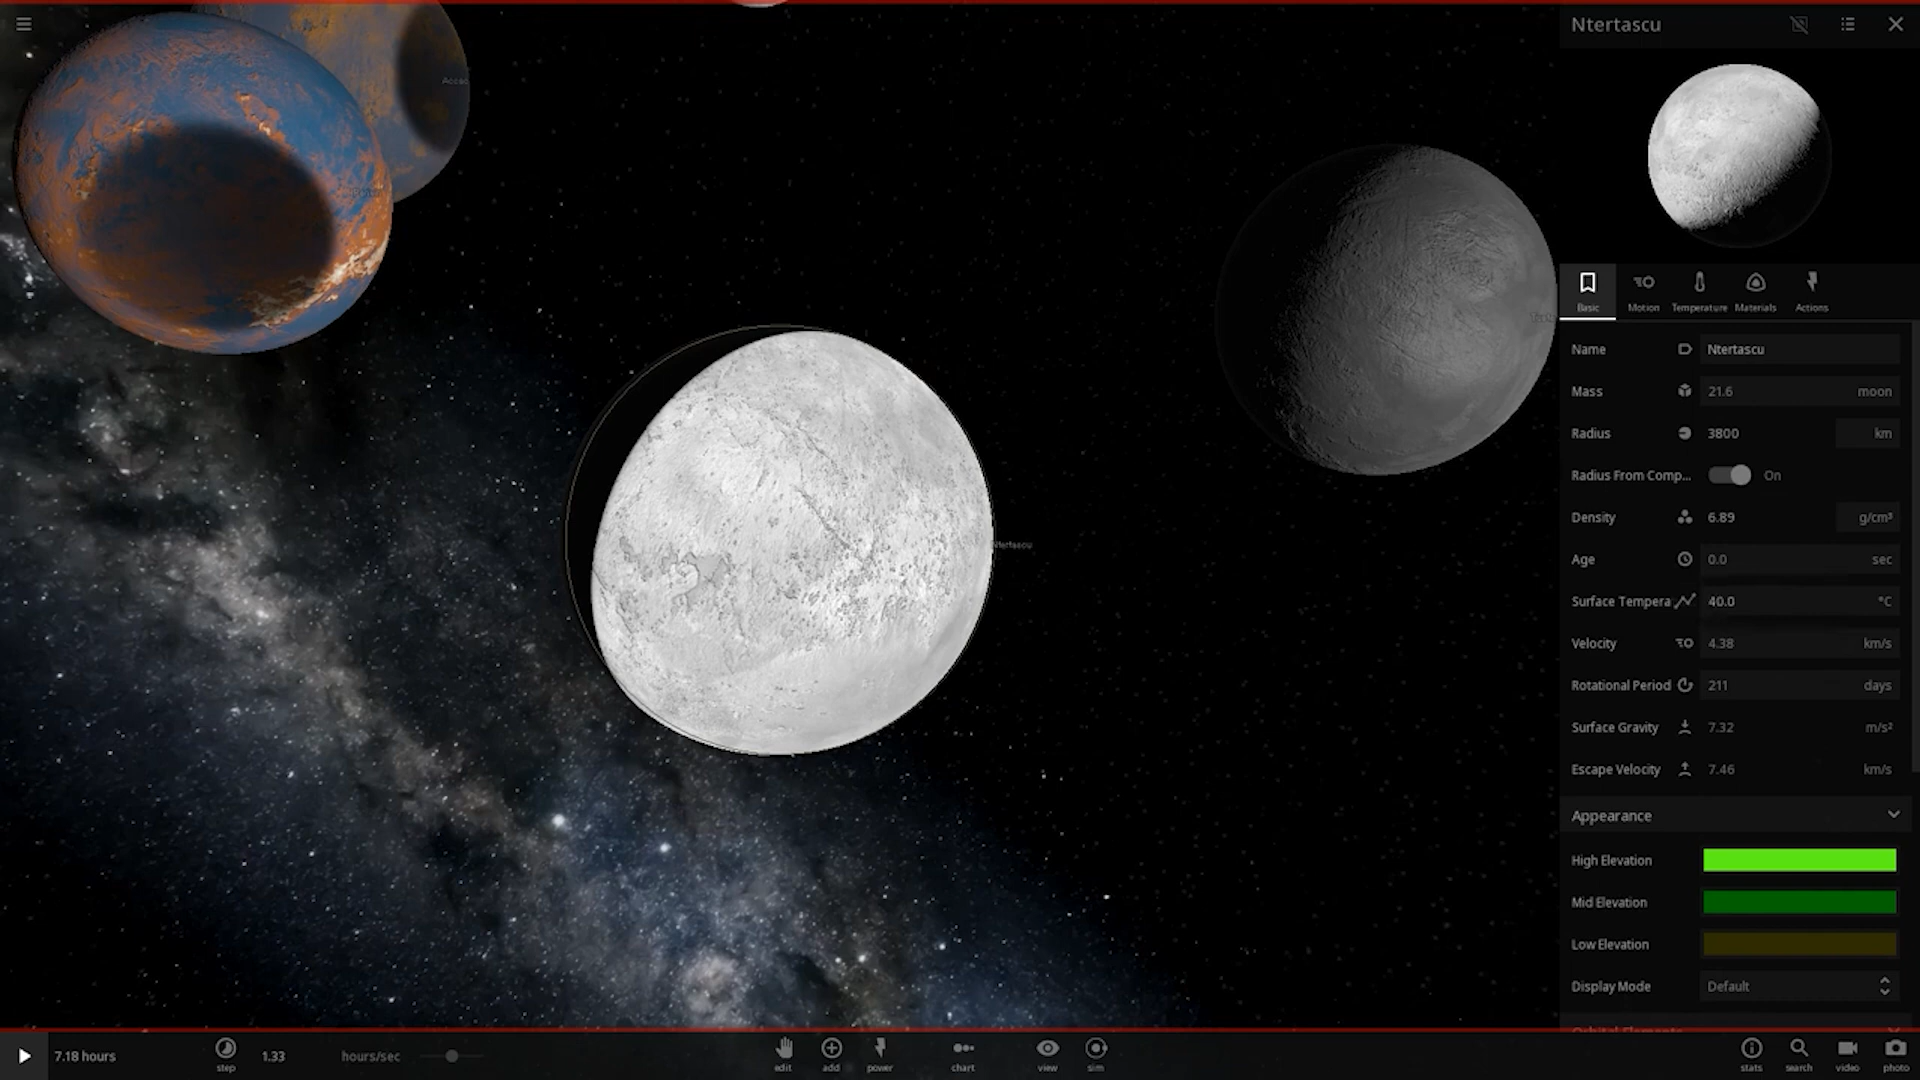 Ntertascu
Basic
Motion
Temperature
Materials
Actions
Name
Ntertascu
Mass
21.6
moon
Radius
3800
km
Radius From Comp...
On
Density
6.89
g/cm³
Age
0.0
sec
Surface Tempera
40.0
°C
Velocity
4.38
km/s
Rotational Period
211
days
Surface Gravity
7.32
m/s²
Escape Velocity
7.46
km/s
Appearance
High Elevation
Mid Elevation
Low Elevation
Display Mode
Default
Orbital Elements
Ntertascu
7.18 hours
step
1.33
hours/sec
edit
add
power
chart
view
sim
stats
search
video
photo